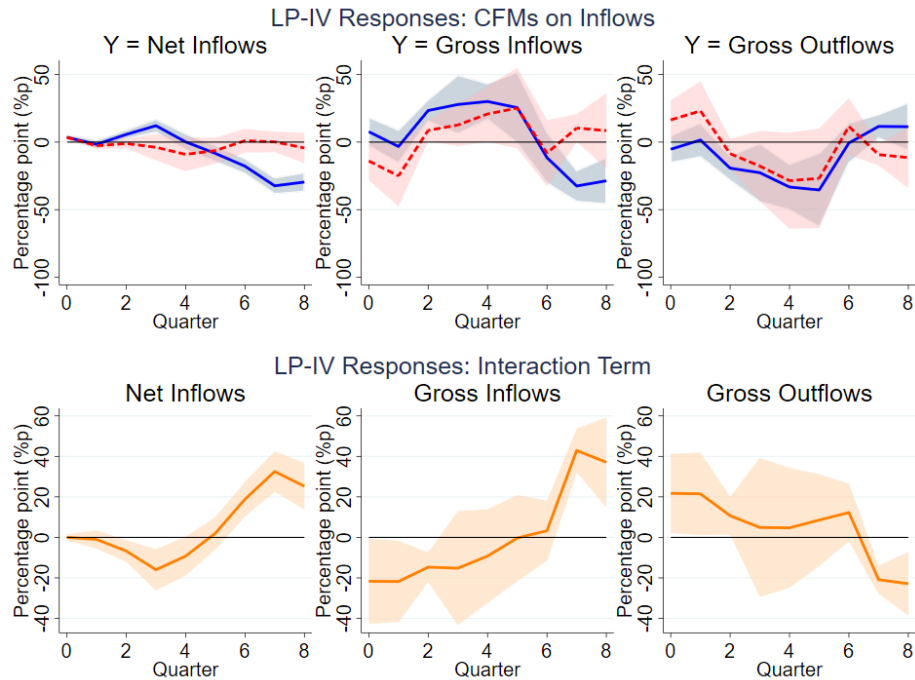 LP-IV Responses: CFMs on Inflows
Y = Net Inflows
Y = Gross Inflows
Y = Gross Outflows
Percentage point (%p)
50
0
-50
-100
0 2 4 6 8
Quarter
Percentage point (%p)
50
0
-50
-100
0 2 4 6 8
Quarter
Percentage point (%p)
50
0
-50
-100
0 2 4 6 8
Quarter
LP-IV Responses: Interaction Term
Net Inflows
Gross Inflows
Gross Outflows
Percentage point (%p)
60
40
20
0
-20
-40
0 2 4 6 8
Quarter
Percentage point (%p)
60
40
20
0
-20
-40
0 2 4 6 8
Quarter
Percentage point (%p)
60
40
20
0
-20
-40
0 2 4 6 8
Quarter